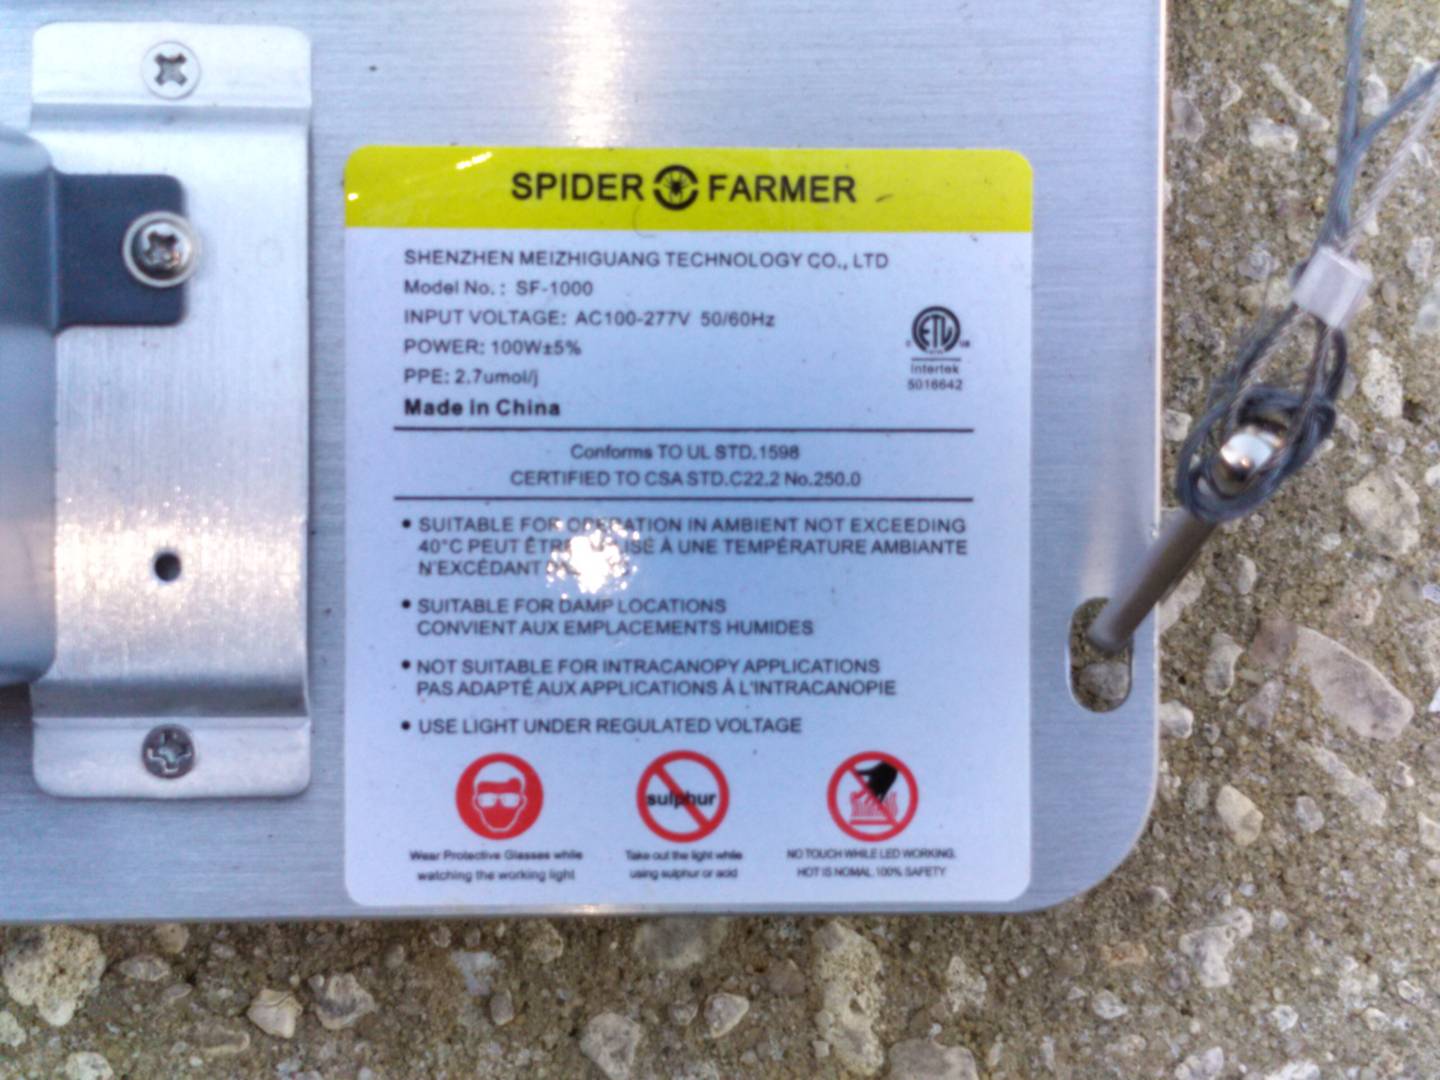 SPIDER FARMER
SHENZHEN MEIZHIGUANG TECHNOLOGY CO., LTD
Model No.: SF-1000
INPUT VOLTAGE: AC100-277V 50/60Hz
POWER: 100W±5%
PPE: 2.7umol/j
Made in China
ETL
Intertek
5016642
Conforms TO UL STD.1598
CERTIFIED TO CSA STD.C22.2 No.250.0
• SUITABLE FOR OPERATION IN AMBIENT NOT EXCEEDING
40°C PEUT ÊTRE À UNE TEMPÉRATURE AMBIANTE
N'EXCÉDANT
• SUITABLE FOR DAMP LOCATIONS
CONVIENT AUX EMPLACEMENTS HUMIDES
• NOT SUITABLE FOR INTRACANOPY APPLICATIONS
PAS ADAPTÉ AUX APPLICATIONS À L'INTRACANOPIE
• USE LIGHT UNDER REGULATED VOLTAGE
sulphur
Wear Protective Glasses while
watching the working light
Take out the light while
using sulphur or acid
NO TOUCH WHILE LED WORKING.
HOT IS NOMAL. 100% SAFETY